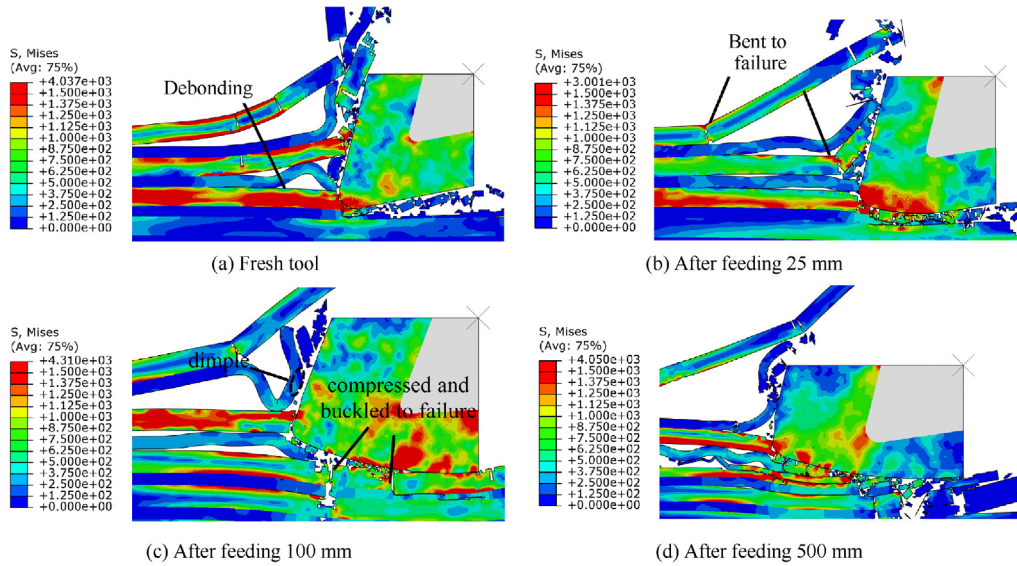 S, Mises
(Avg: 75%)
+4.037e+03
+1.500e+03
+1.375e+03
+1.250e+03
+1.125e+03
+1.000e+03
+8.750e+02
+7.500e+02
+6.250e+02
+5.000e+02
+3.750e+02
+2.500e+02
+1.250e+02
+0.000e+00
Debonding
(a) Fresh tool
S, Mises
(Avg: 75%)
+3.001e+03
+1.500e+03
+1.375e+03
+1.250e+03
+1.125e+03
+1.000e+03
+8.750e+02
+7.500e+02
+6.250e+02
+5.000e+02
+3.750e+02
+2.500e+02
+1.250e+02
+0.000e+00
Bent to
failure
(b) After feeding 25 mm
S, Mises
(Avg: 75%)
+4.310e+03
+1.500e+03
+1.375e+03
+1.250e+03
+1.125e+03
+1.000e+03
+8.750e+02
+7.500e+02
+6.250e+02
+5.000e+02
+3.750e+02
+2.500e+02
+1.250e+02
+0.000e+00
dimple
compressed and
buckled to failure
(c) After feeding 100 mm
S, Mises
(Avg: 75%)
+4.050e+03
+1.500e+03
+1.375e+03
+1.250e+03
+1.125e+03
+1.000e+03
+8.750e+02
+7.500e+02
+6.250e+02
+5.000e+02
+3.750e+02
+2.500e+02
+1.250e+02
+0.000e+00
(d) After feeding 500 mm